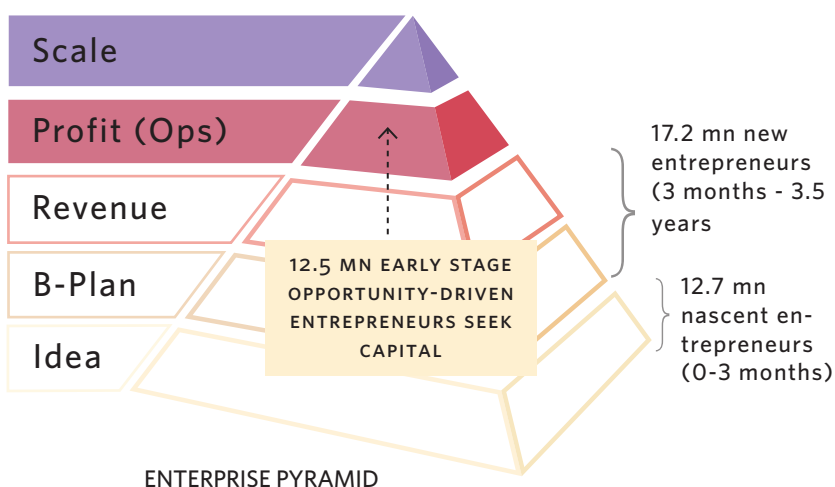 Scale
Profit (Ops)
Revenue
B-Plan
Idea
12.5 MN EARLY STAGE
OPPORTUNITY-DRIVEN
ENTREPRENEURS SEEK
CAPITAL
17.2 mn new
entrepreneurs
(3 months - 3.5
years
12.7 mn
nascent en-
trepreneurs
(0-3 months)
ENTERPRISE PYRAMID